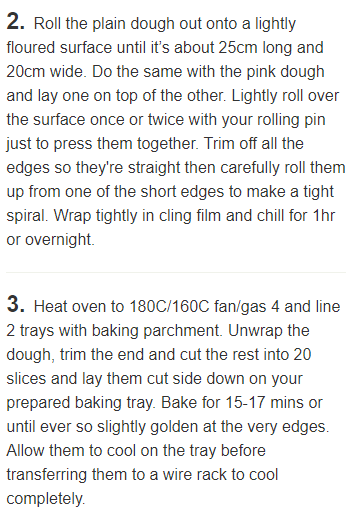 2. Roll the plain dough out onto a lightly
floured surface until it's about 25cm long and
20cm wide. Do the same with the pink dough
and lay one on top of the other. Lightly roll over
the surface once or twice with your rolling pin
just to press them together. Trim off all the
edges so they're straight then carefully roll them
up from one of the short edges to make a tight
spiral. Wrap tightly in cling film and chill for 1hr
or overnight.
3. Heat oven to 180C/160C fan/gas 4 and line
2 trays with baking parchment. Unwrap the
dough, trim the end and cut the rest into 20
slices and lay them cut side down on your
prepared baking tray. Bake for 15-17 mins or
until ever so slightly golden at the very edges.
Allow them to cool on the tray before
transferring them to a wire rack to cool
completely.